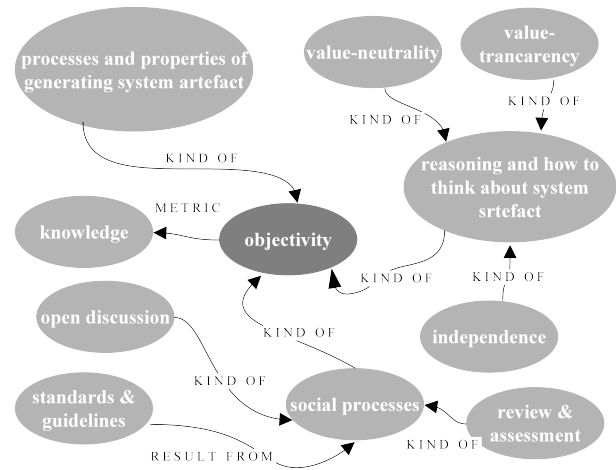 processes and properties of
generating system artefact
value-neutrality
value-
trancarency
KIND OF
KIND OF
KIND OF
reasoning and how to
think about system
srtefact
METRIC
knowledge
objectivity
KIND OF
KIND OF
open discussion
independence
KIND OF
KIND OF
standards &
guidelines
social processes
review &
assessment
RESULT FROM
KIND OF